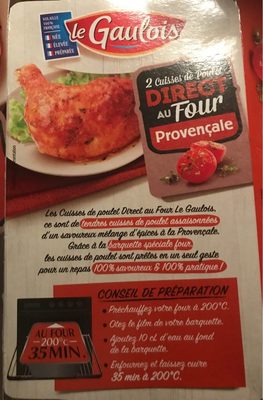 VOLAILLE
100%
FRANÇAISE
NÉE
ÉLEVÉE
PRÉPARÉE
le Gaulois
2 Cuisses de Poulet
DIRECT
AU
Four
Provençale
Les Cuisses de poulet Direct au Four Le Gaulois,
ce sont de tendres cuisses de poulet assaisonnées
d'un savoureux mélange d'épices à la Provençale.
Grâce à la barquette spéciale four,
les cuisses de poulet sont prêtes en un seul geste
pour un repas 100% savoureux & 100% pratique !
CONSEIL DE PRÉPARATION
• Préchauffez votre four à 200°C.
• Ôtez le film de votre barquette.
• Ajoutez 10 cl d'eau au fond
de la barquette.
• Enfournez et laissez cuire
35 min à 200°C.
AU FOUR
200°C
35 MIN.